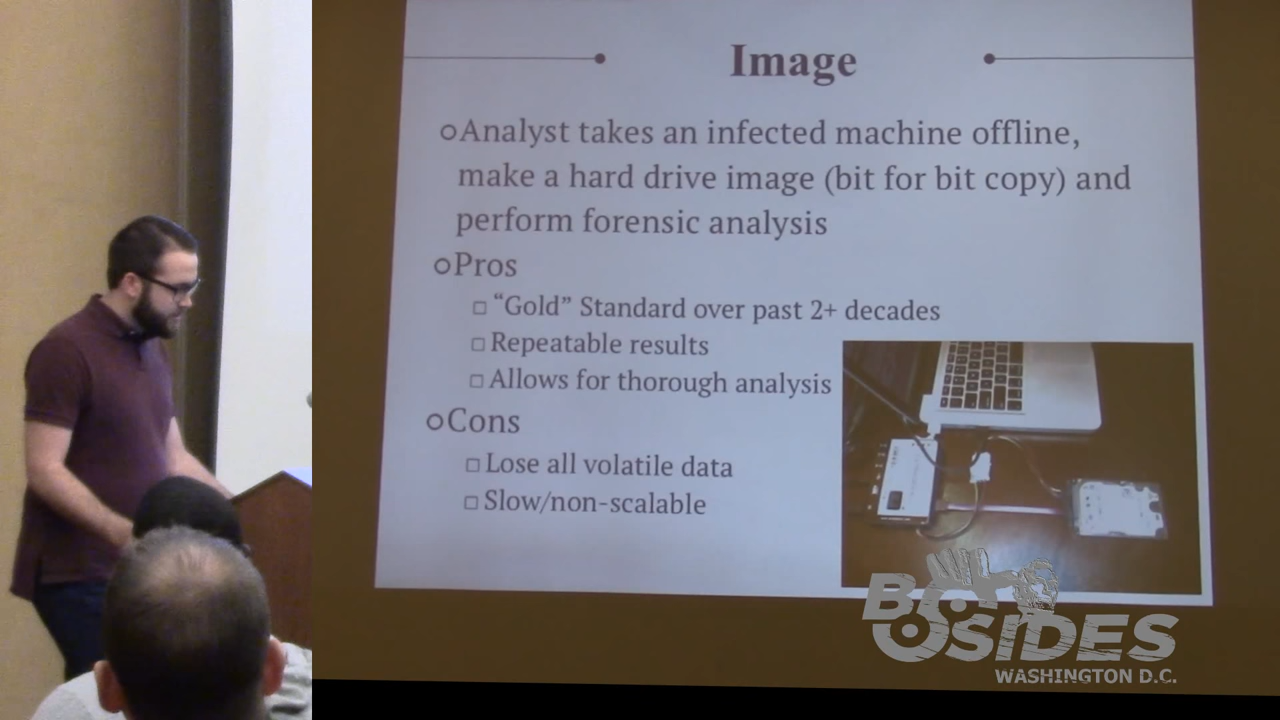 Image
Analyst takes an infected machine offline,
make a hard drive image (bit for bit copy) and
perform forensic analysis
Pros
“Gold” Standard over past 2+ decades
Repeatable results
Allows for thorough analysis
Cons
Lose all volatile data
Slow/non-scalable
BSIDES
WASHINGTON D.C.